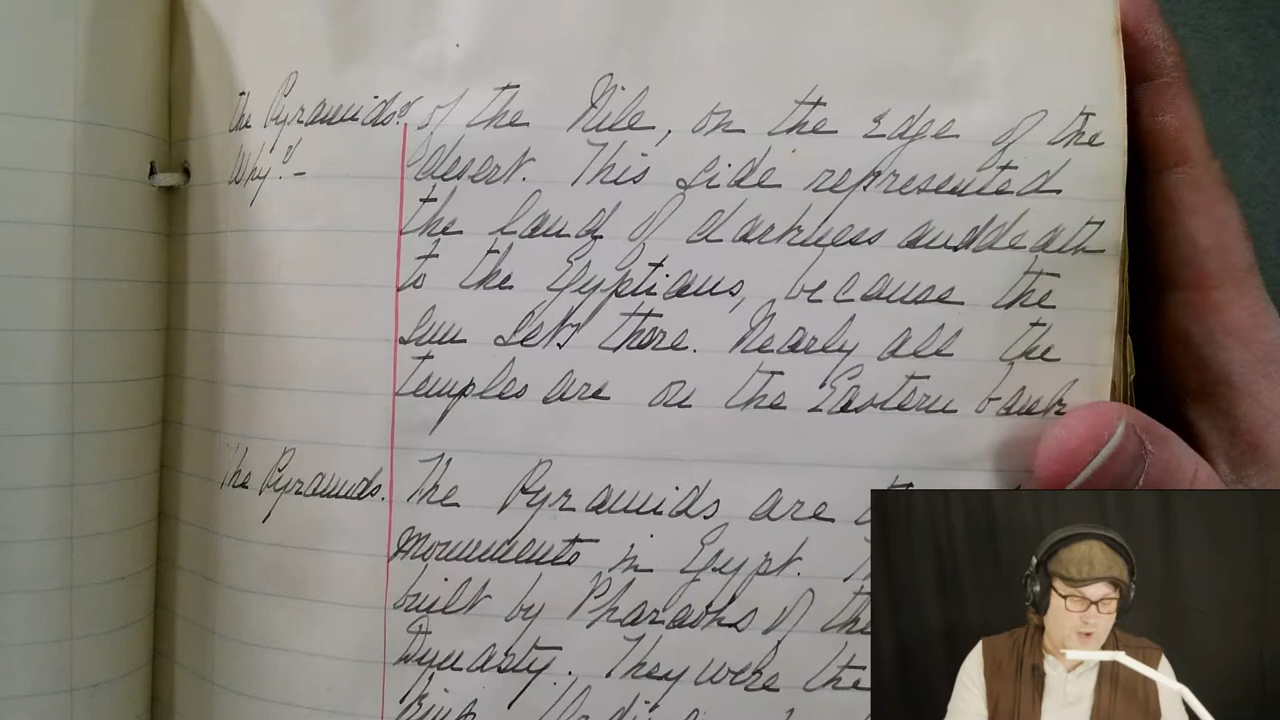 the Pyramids? of the Nile, on the Edge of the
Why? - desert. This side represented
the land of darkness and death
to the Egyptians, because the
sun sets there. Nearly all the
temples are on the Eastern bank
The Pyramids. The Pyramids are
Monuments in Egypt.
built by Pharaohs of the
Dynasty. They were the